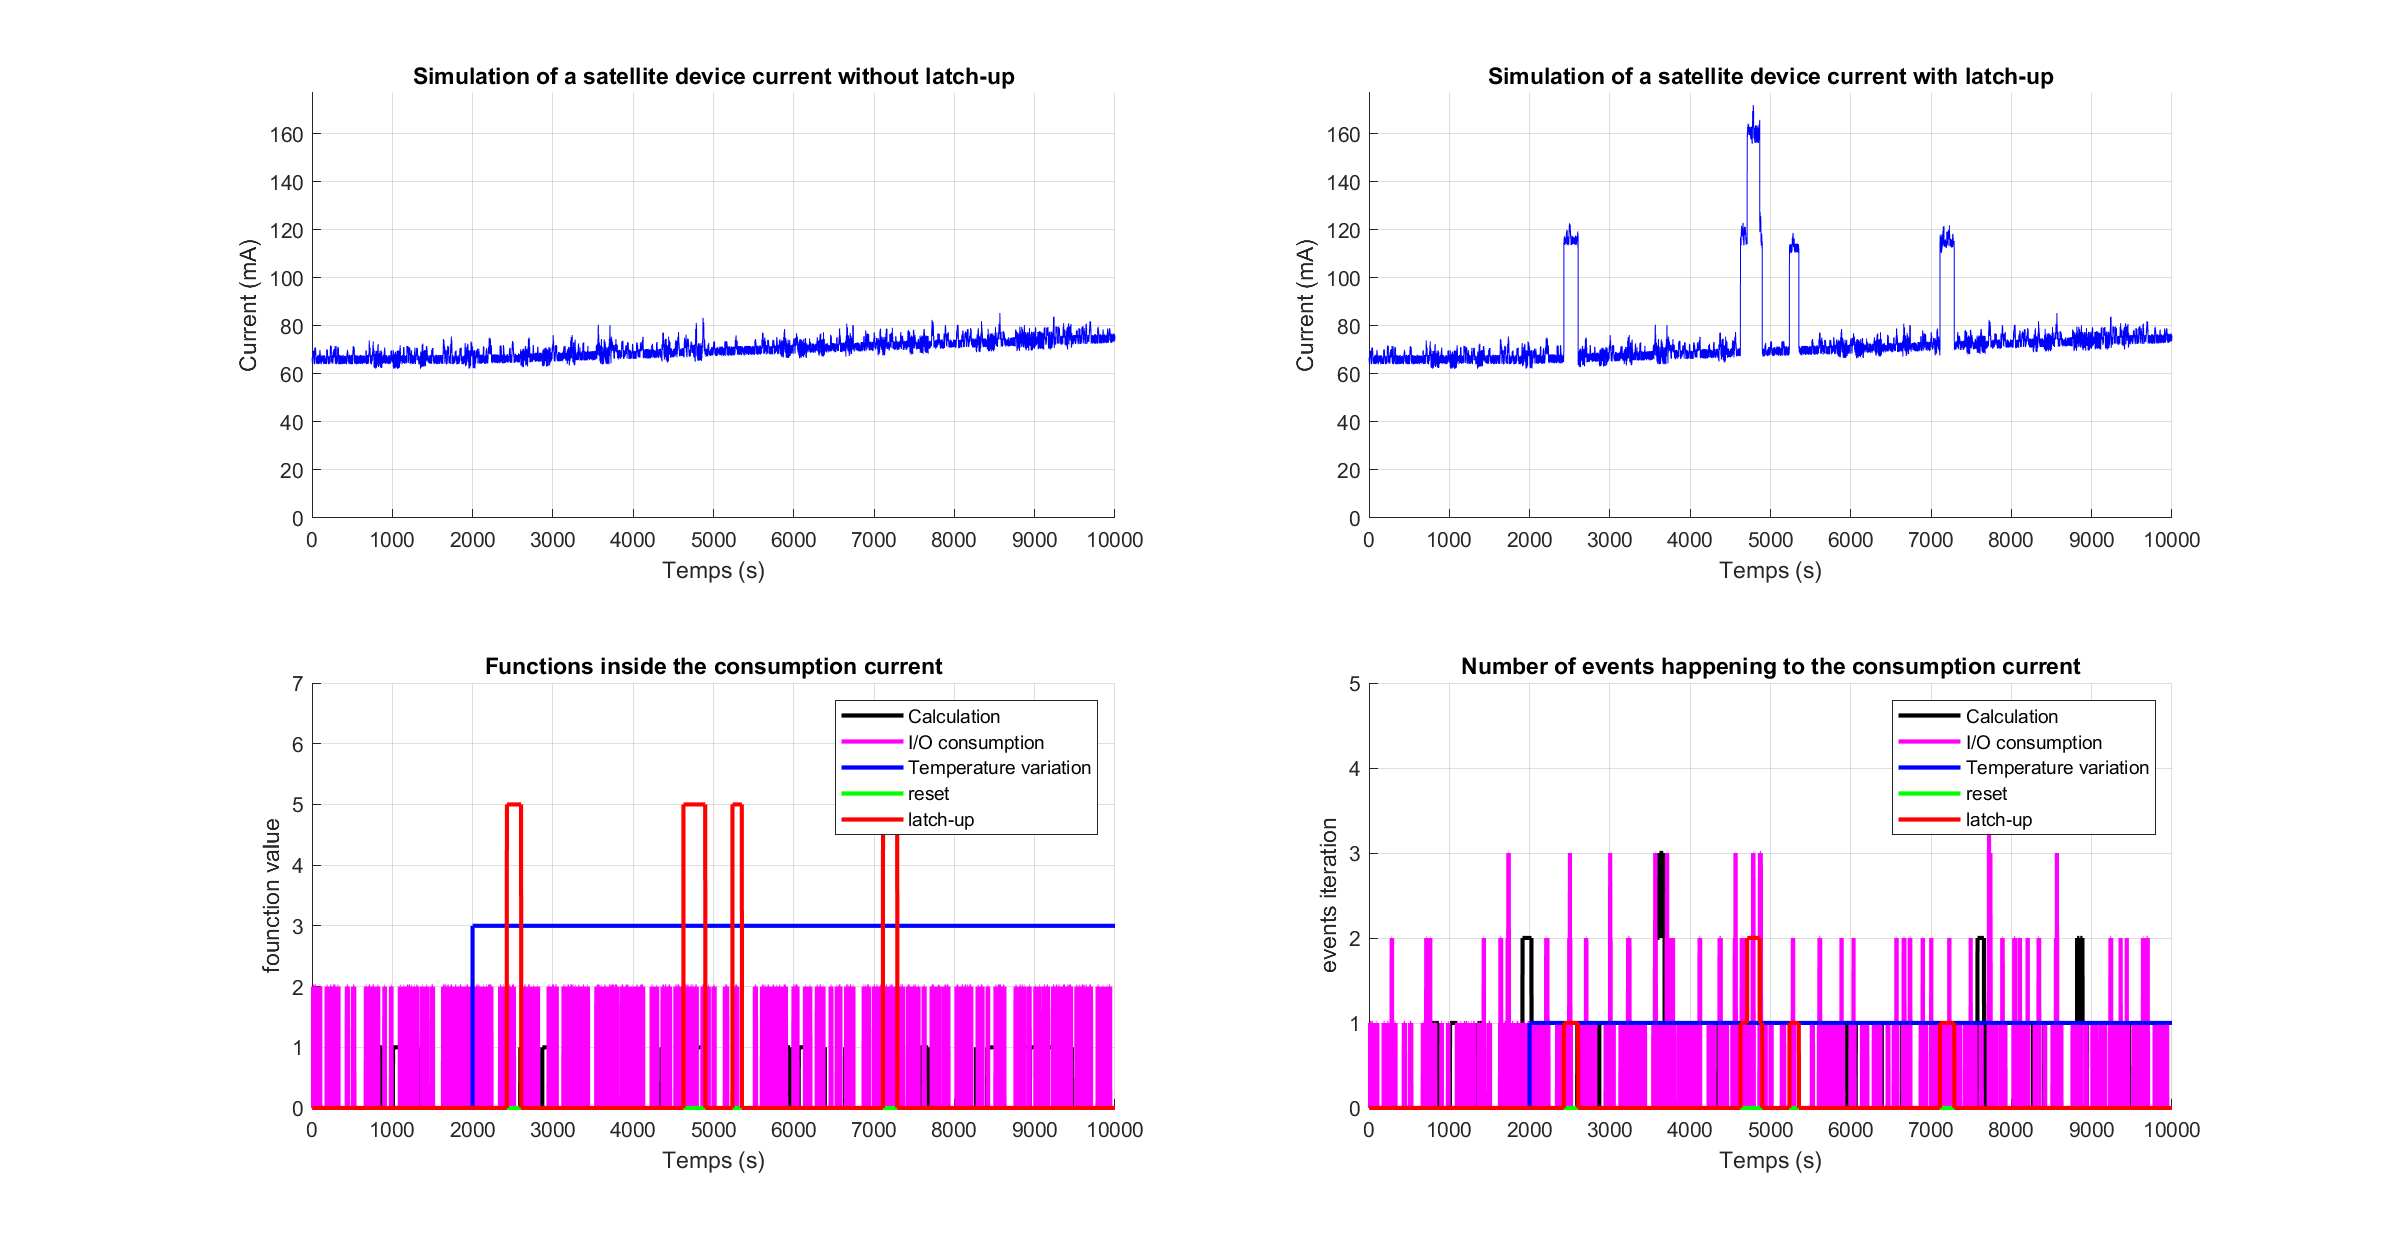 Simulation of a satellite device current without latch-up
160
140
120
100
80
60
40
20
0
Current (mA)
0 1000 2000 3000 4000 5000 6000 7000 8000 9000 10000
Temps (s)
Simulation of a satellite device current with latch-up
160
140
120
100
80
60
40
20
0
Current (mA)
0 1000 2000 3000 4000 5000 6000 7000 8000 9000 10000
Temps (s)
Functions inside the consumption current
7
6
5
4
3
2
1
0
founction value
Calculation
I/O consumption
Temperature variation
reset
latch-up
0 1000 2000 3000 4000 5000 6000 7000 8000 9000 10000
Temps (s)
Number of events happening to the consumption current
5
4
3
2
1
0
events iteration
Calculation
I/O consumption
Temperature variation
reset
latch-up
0 1000 2000 3000 4000 5000 6000 7000 8000 9000 10000
Temps (s)